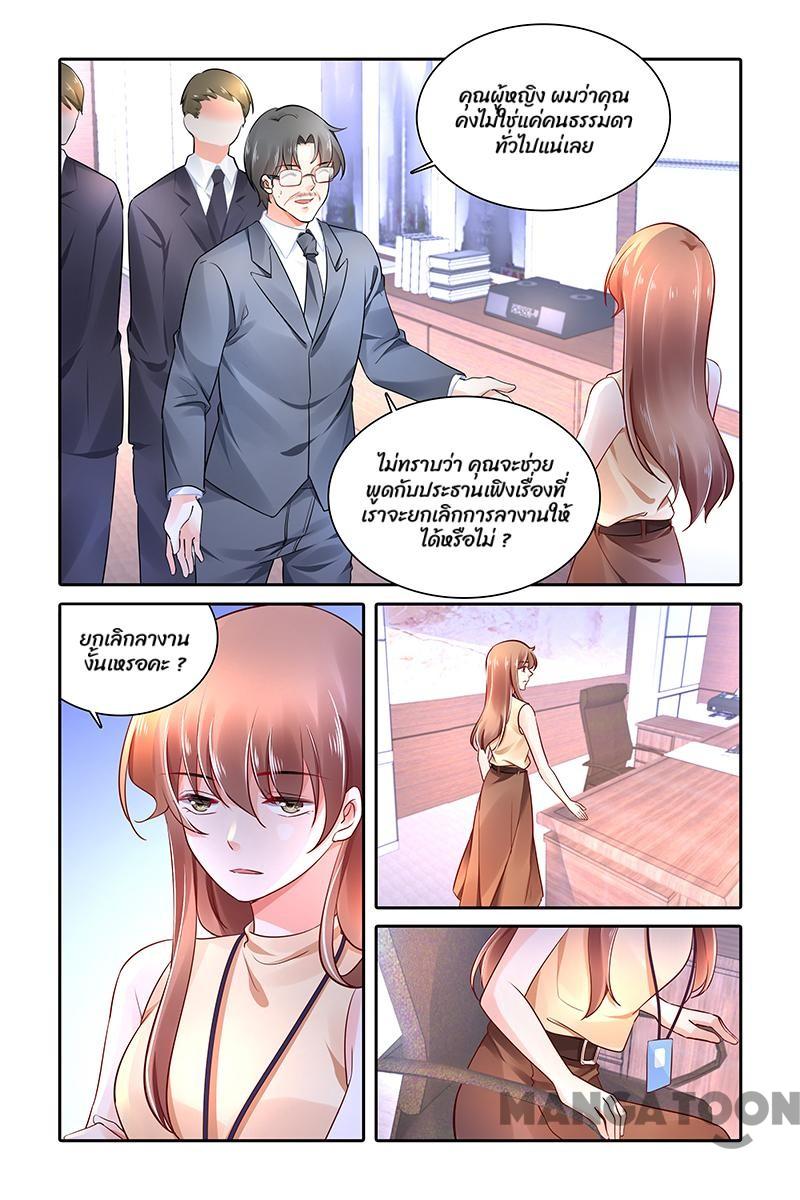 คุณผู้หญิง ผมว่าคุณ
คงไม่ใช่แค่คนธรรมดา
ทั่วไปแน่เลย
ไม่ทราบว่า คุณจะช่วย
พูดกับประธานเฟิงเรื่องที่
เราจะยกเลิกการลางานให้
ได้หรือไม่ ?
ยกเลิกลางาน
งั้นเหรอคะ ?
MANGATOON